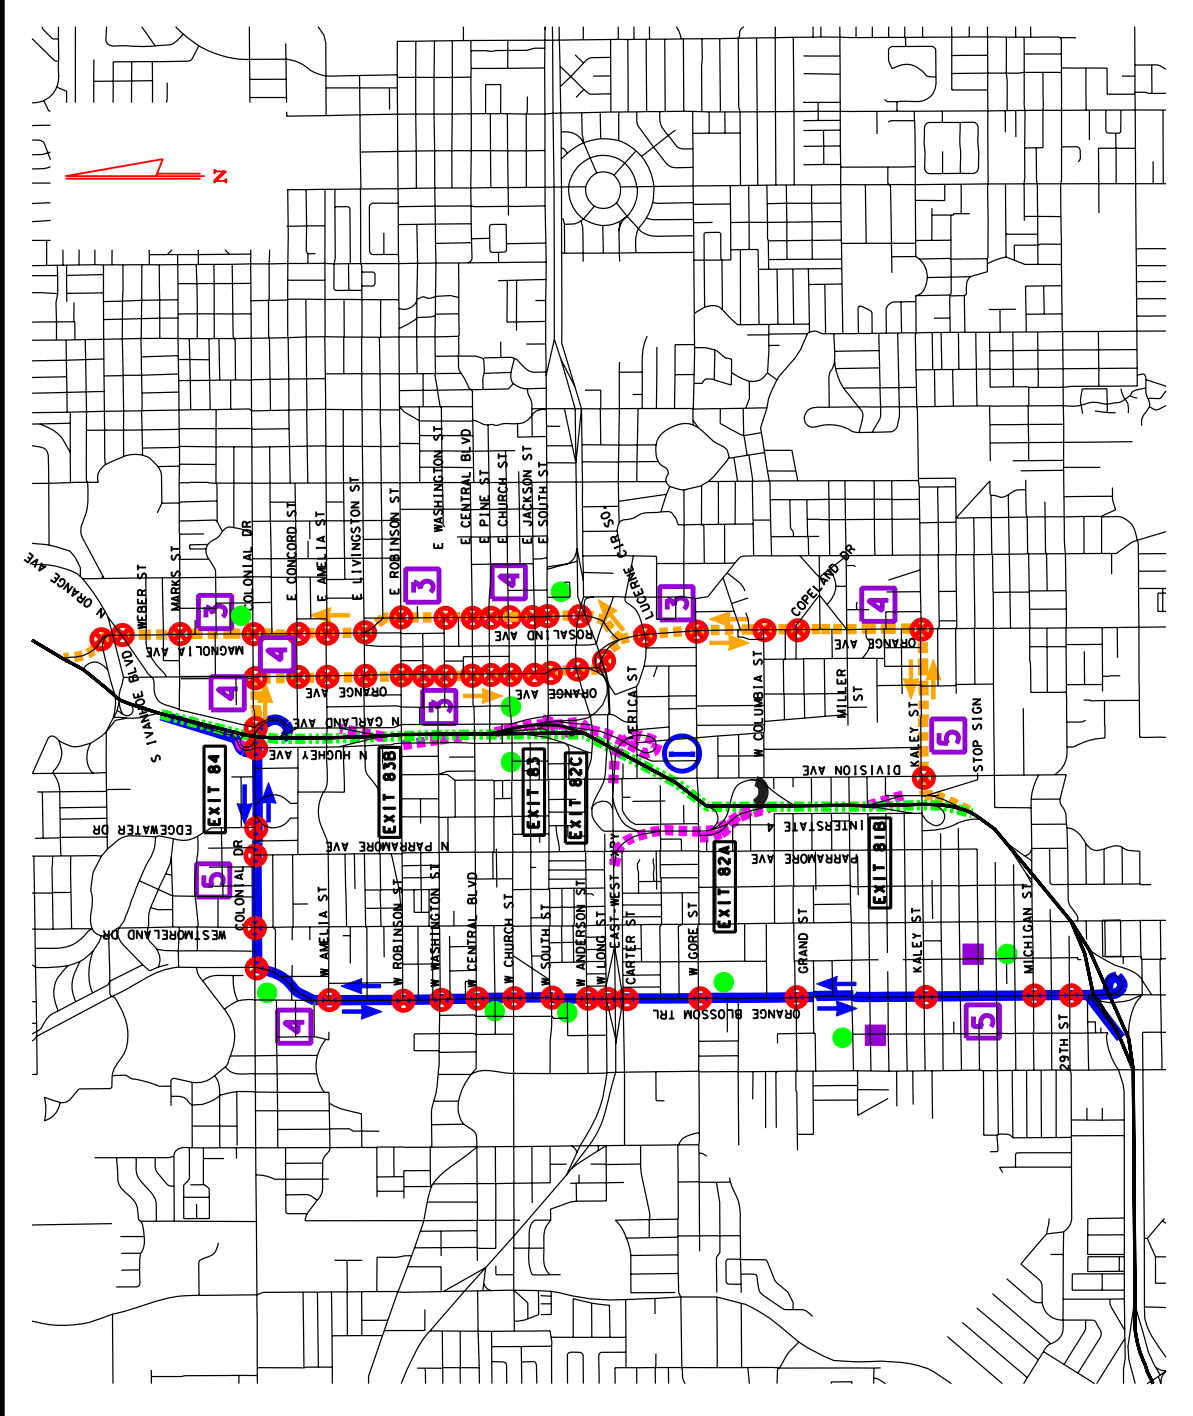 N
N ORANGE AVE
WEBER ST
MARKS ST
COLONIAL DR
E CONCORD ST
E AMELIA ST
E LIVINGSTON ST
E ROBINSON ST
E WASHINGTON ST
E CENTRAL BLVD
E PINE ST
E CHURCH ST
E JACKSON ST
E SOUTH ST
LUCERNE CIR SO.
COPELAND DR
3
3
4
3
4
MAGNOLIA AVE
ROSALIND AVE
ORANGE AVE
4
4
3
ORANGE AVE
ORANGE AVE
S IVANHOE BLVD
N GARLAND AVE
N HUGHEY AVE
W COLUMBIA ST
MILLER
ST
KALEY ST
5
STOP SIGN
DIVISION AVE
EXIT 84
EXIT 83B
EXIT 83
EXIT 82C
EXIT 82A
EXIT 81B
INTERSTATE 4
EDGEWATER DR
N PARRAMORE AVE
PARRAMORE AVE
5
COLONIAL DR
WESTMORELAND DR
W AMELIA ST
W ROBINSON ST
W WASHINGTON ST
W CENTRAL BLVD
W CHURCH ST
W SOUTH ST
W ANDERSON ST
W LONG ST
CARTER ST
W GORE ST
GRAND ST
KALEY ST
MICHIGAN ST
4
ORANGE BLOSSOM TRL
5
29TH ST